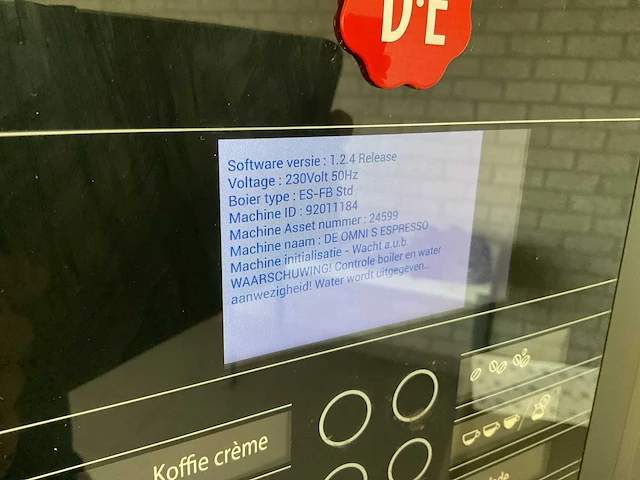 D·E
Software versie : 1.2.4 Release
Voltage : 230Volt 50Hz
Boier type : ES-FB Std
Machine ID : 92011184
Machine Asset nummer : 24599
Machine naam : DE OMNI S ESPRESSO
Machine initialisatie - Wacht a.u.b.
WAARSCHUWING! Controle boiler en water
aanwezigheid! Water wordt uitgegeven..
Koffie crème